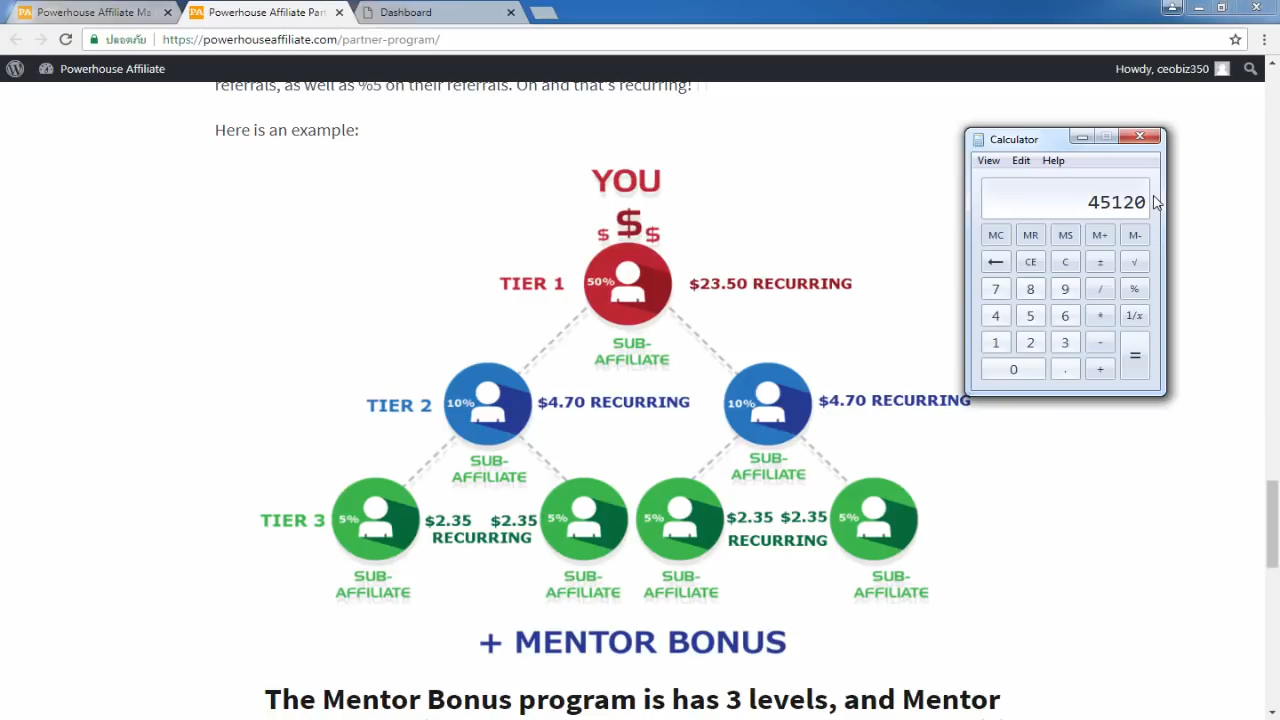 Powerhouse Affiliate Ma
Powerhouse Affiliate Part
Dashboard
ปลอดภัย
https://powerhouseaffiliate.com/partner-program/
Powerhouse Affiliate
Howdy, ceobiz350
referrals, as well as %5 on their referrals. Oh and that's recurring!
Here is an example:
YOU
$ $ $
TIER 1
50%
$23.50 RECURRING
SUB-
AFFILIATE
TIER 2
10%
$4.70 RECURRING
10%
$4.70 RECURRING
SUB-
AFFILIATE
SUB-
AFFILIATE
TIER 3
5%
$2.35 $2.35
RECURRING
5%
5%
$2.35 $2.35
RECURRING
5%
SUB-
AFFILIATE
SUB-
AFFILIATE
SUB-
AFFILIATE
SUB-
AFFILIATE
+ MENTOR BONUS
The Mentor Bonus program is has 3 levels, and Mentor
Calculator
View Edit Help
45120
MC MR MS M+ M-
← CE C ± √
7 8 9 / %
4 5 6 * 1/x
1 2 3 - =
0 . +